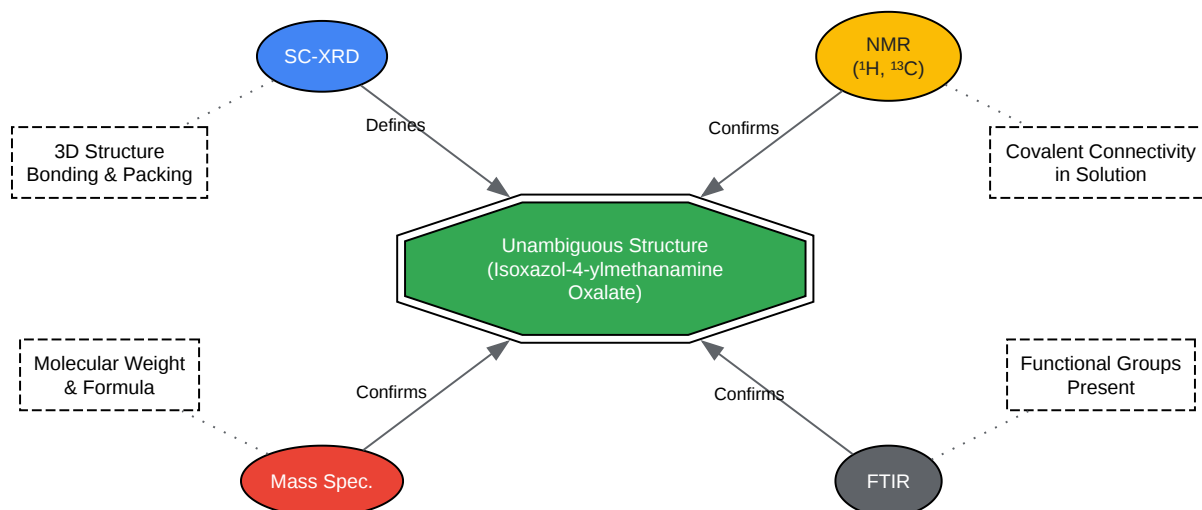 SC-XRD
NMR
(¹H, ¹³C)
Defines
Confirms
3D Structure
Bonding & Packing
Covalent Connectivity
in Solution
Unambiguous Structure
(Isoxazol-4-ylmethanamine
Oxalate)
Molecular Weight
& Formula
Functional Groups
Present
Confirms
Confirms
Mass Spec.
FTIR